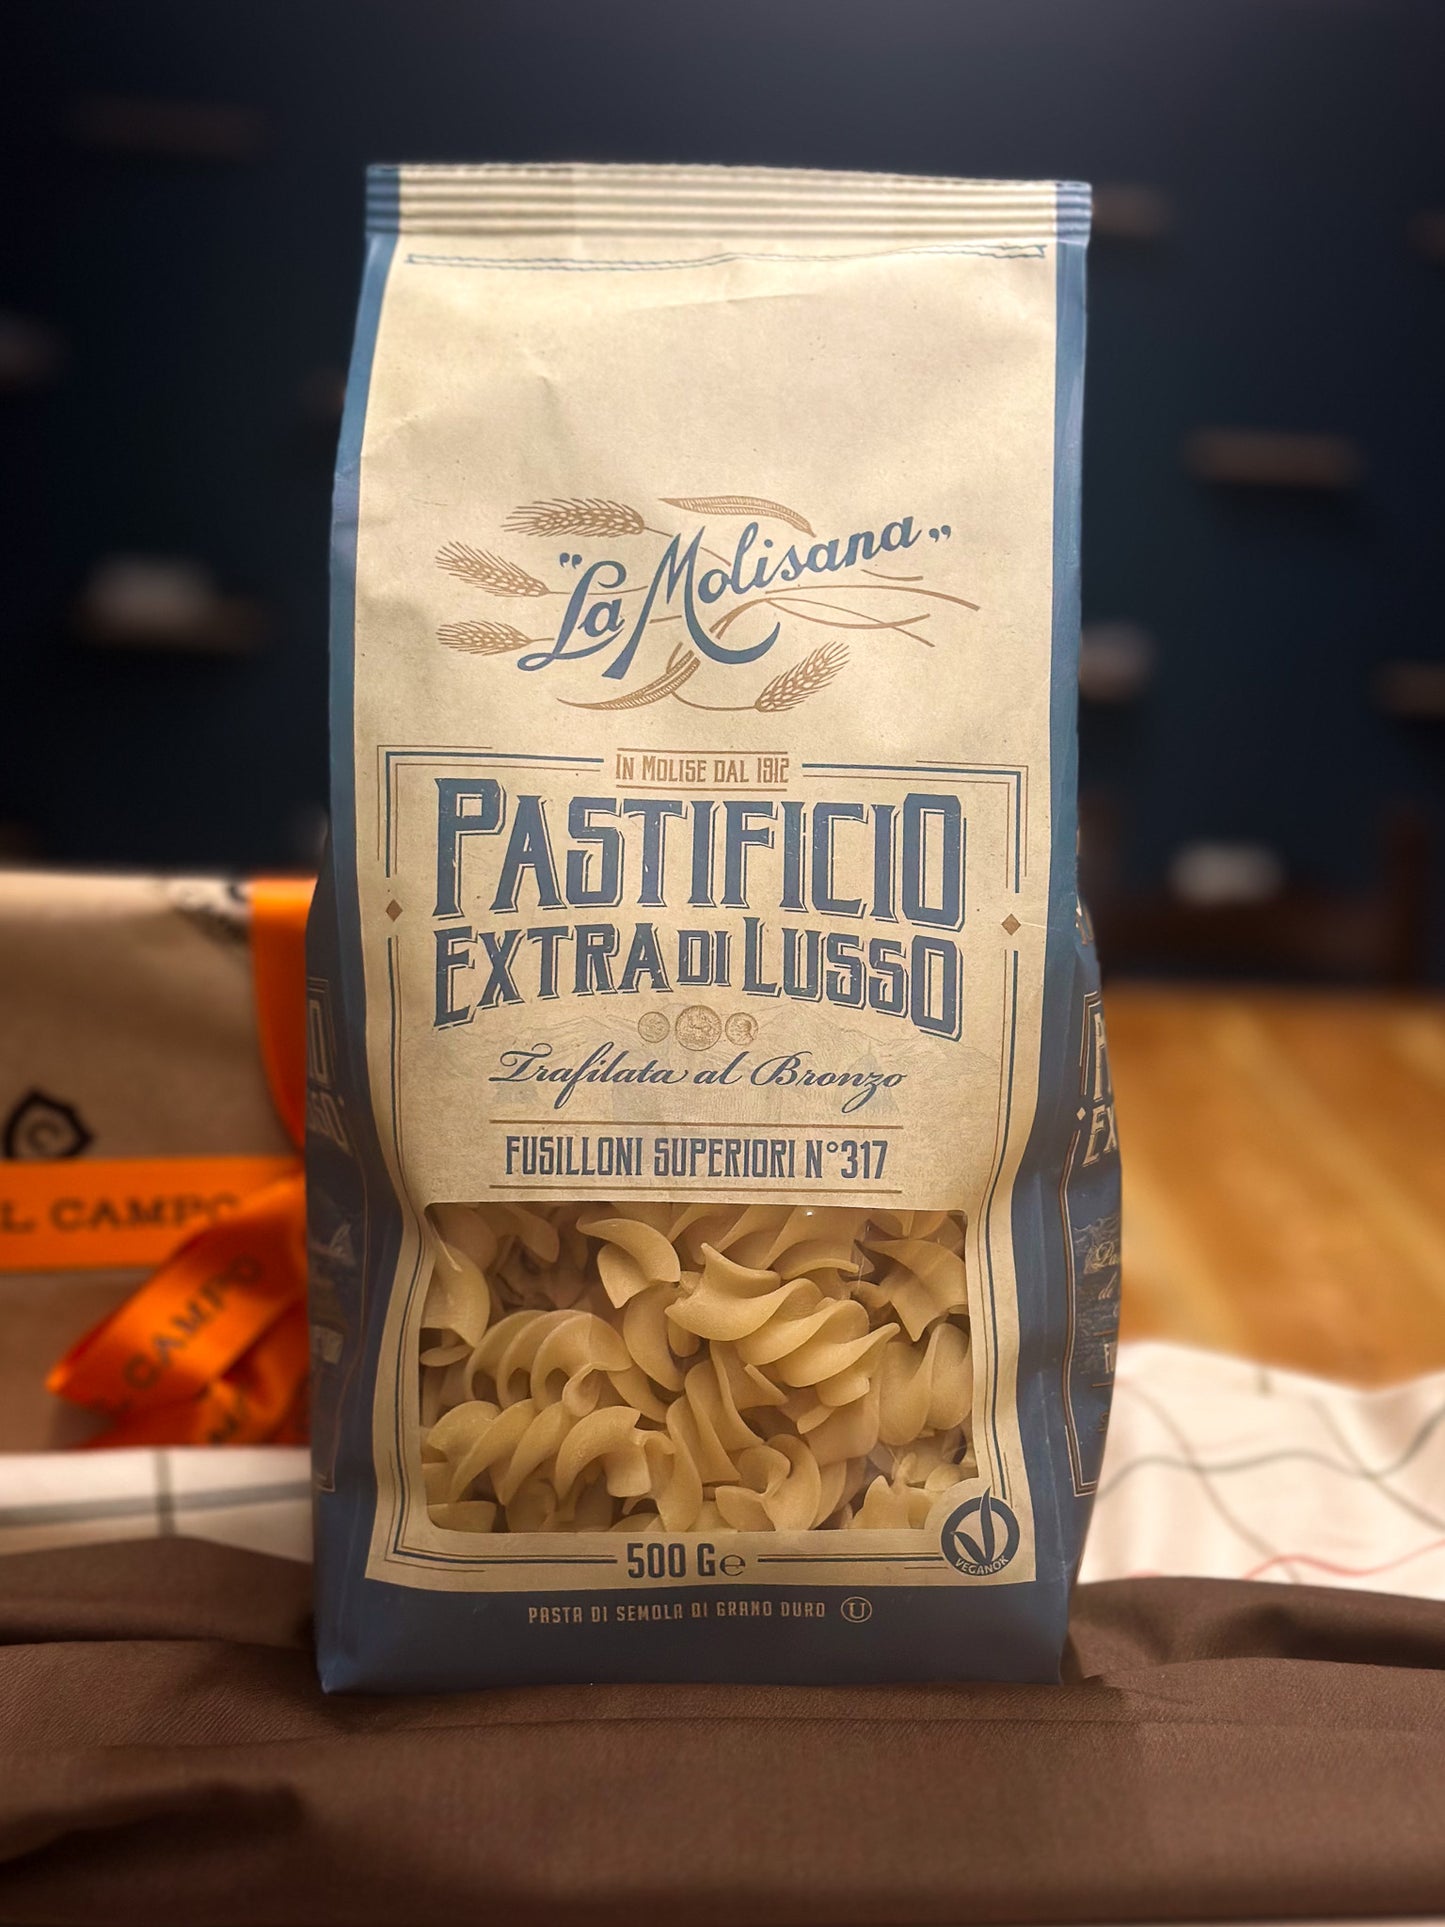 "La Molisana"
IN MOLISE DAL 1912
PASTIFICIO
EXTRA DI LUSSO
Trafilata al Bronzo
FUSILLONI SUPERIORI N°317
500 G℮
VEGANOK
PASTA DI SEMOLA DI GRANO DURO U
L CAMPO
CAMPO